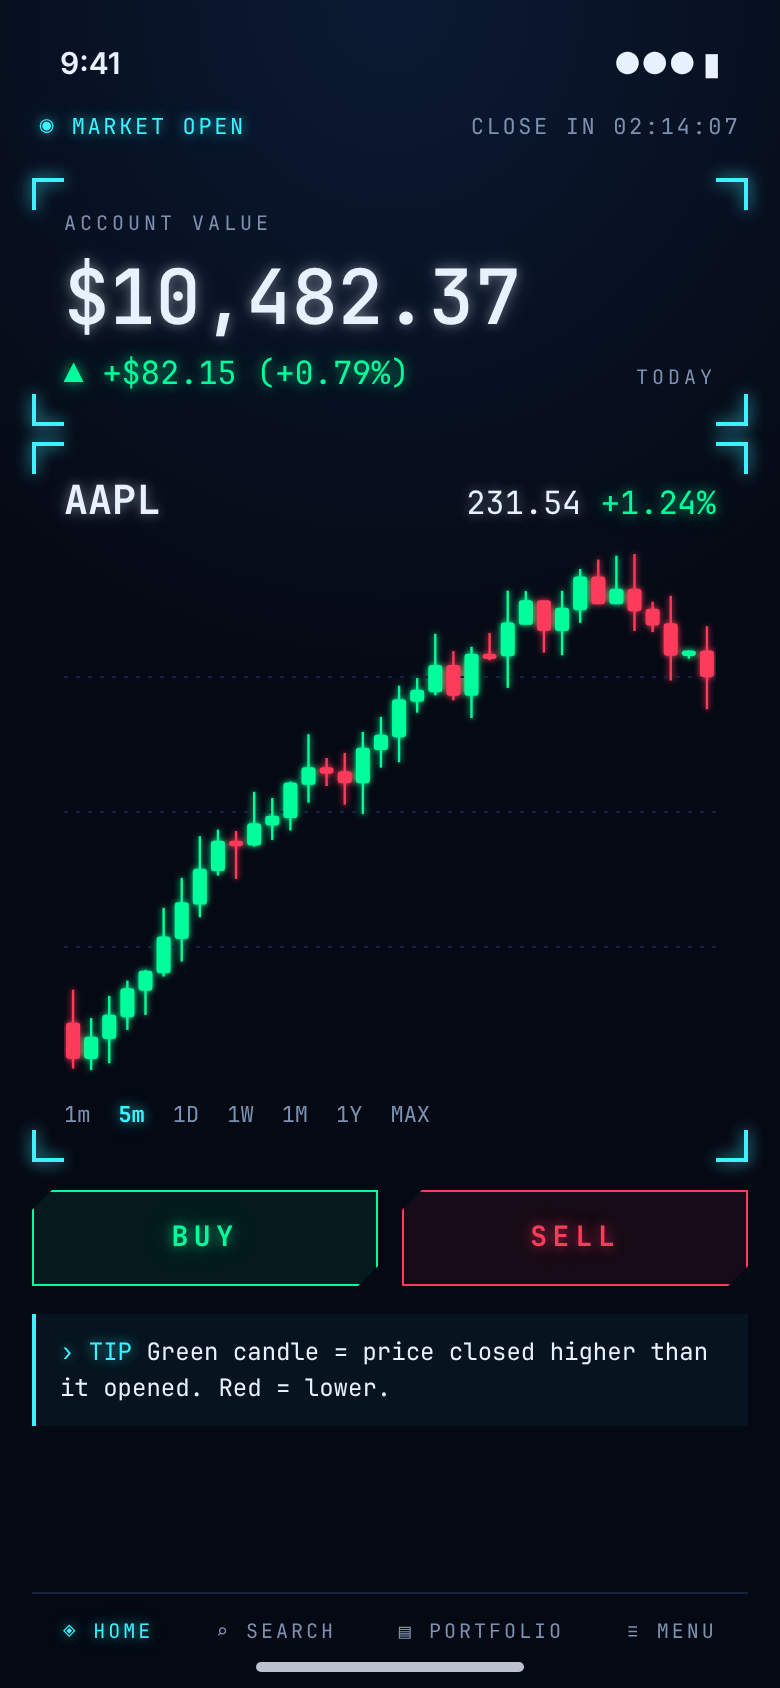 9:41
◉ MARKET OPEN CLOSE IN 02:14:07
ACCOUNT VALUE
$10,482.37
▲ +$82.15 (+0.79%) TODAY
AAPL 231.54 +1.24%
1m 5m 1D 1W 1M 1Y MAX
BUY SELL
› TIP Green candle = price closed higher than
it opened. Red = lower.
◈ HOME ⌕ SEARCH ▤ PORTFOLIO ≡ MENU